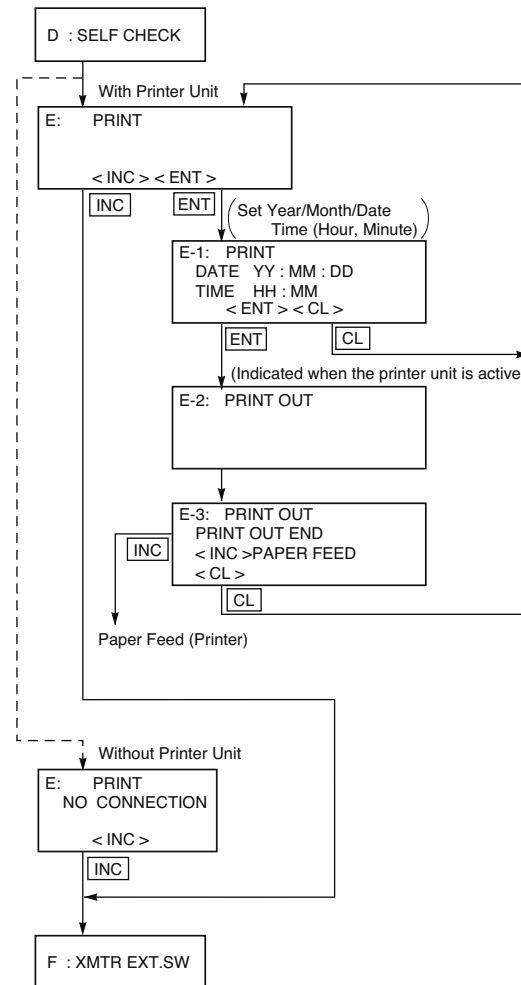 D : SELF CHECK
With Printer Unit
E: PRINT
< INC > < ENT >
INC
ENT
(Set Year/Month/Date
Time (Hour, Minute))
E-1: PRINT
DATE YY : MM : DD
TIME HH : MM
< ENT > < CL >
ENT
CL
(Indicated when the printer unit is active
E-2: PRINT OUT
E-3: PRINT OUT
PRINT OUT END
< INC >PAPER FEED
< CL >
INC
CL
Paper Feed (Printer)
Without Printer Unit
E: PRINT
NO CONNECTION
< INC >
INC
F : XMTR EXT.SW